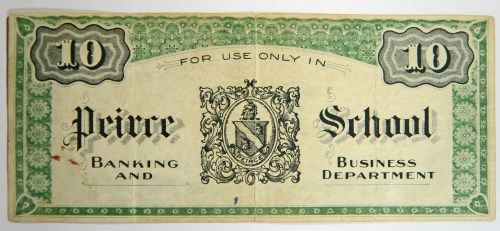 10 10
FOR USE ONLY IN
Peirce School
BANKING BUSINESS
AND DEPARTMENT